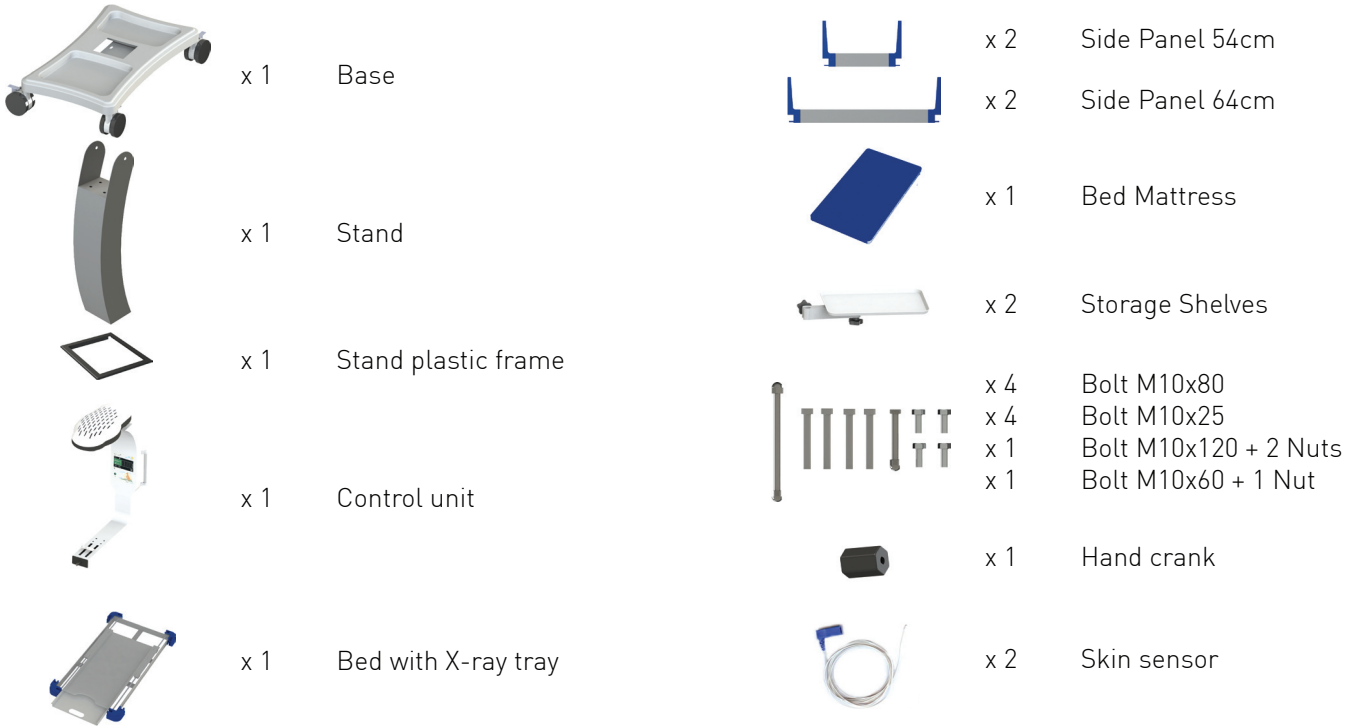 x 1 Base
x 1 Stand
x 1 Stand plastic frame
x 1 Control unit
x 1 Bed with X-ray tray
x 2 Side Panel 54cm
x 2 Side Panel 64cm
x 1 Bed Mattress
x 2 Storage Shelves
x 4 Bolt M10x80
x 4 Bolt M10x25
x 1 Bolt M10x120 + 2 Nuts
x 1 Bolt M10x60 + 1 Nut
x 1 Hand crank
x 2 Skin sensor